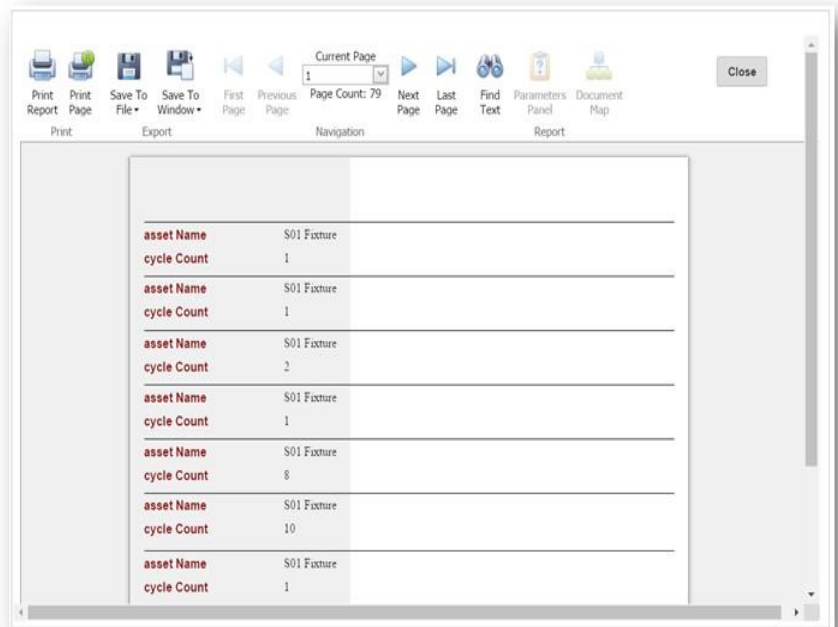 Current Page
1
Print Report
Print Page
Save To File
Save To Window
First Page
Previous Page
Page Count: 79
Next Page
Last Page
Find Text
Parameters Panel
Document Map
Close
Print
Export
Navigation
Report
asset Name S01 Fixture
cycle Count 1
asset Name S01 Fixture
cycle Count 1
asset Name S01 Fixture
cycle Count 2
asset Name S01 Fixture
cycle Count 1
asset Name S01 Fixture
cycle Count 8
asset Name S01 Fixture
cycle Count 10
asset Name S01 Fixture
cycle Count 1